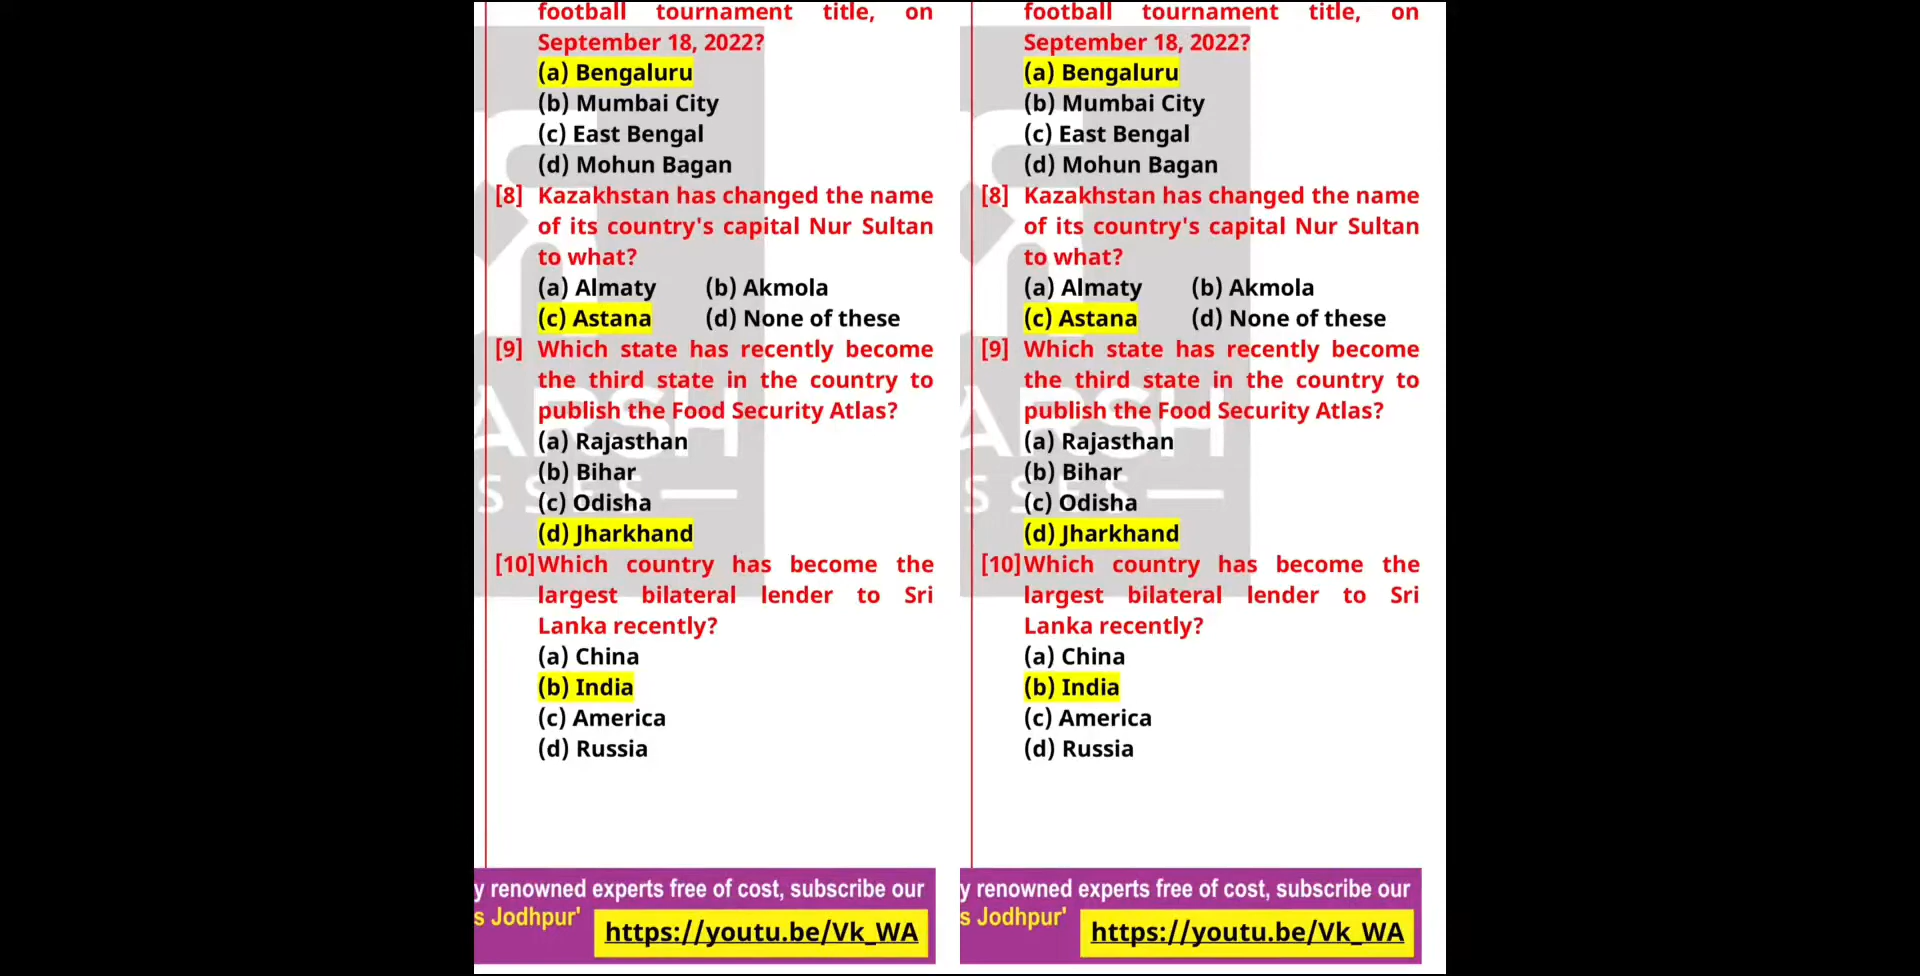 football tournament title, on
September 18, 2022?
(a) Bengaluru
(b) Mumbai City
(c) East Bengal
(d) Mohun Bagan
[8] Kazakhstan has changed the name
of its country's capital Nur Sultan
to what?
(a) Almaty (b) Akmola
(c) Astana (d) None of these
[9] Which state has recently become
the third state in the country to
publish the Food Security Atlas?
(a) Rajasthan
(b) Bihar
(c) Odisha
(d) Jharkhand
[10] Which country has become the
largest bilateral lender to Sri
Lanka recently?
(a) China
(b) India
(c) America
(d) Russia
ARSH
SSES
y renowned experts free of cost, subscribe our
s Jodhpur'
https://youtu.be/Vk_WA
football tournament title, on
September 18, 2022?
(a) Bengaluru
(b) Mumbai City
(c) East Bengal
(d) Mohun Bagan
[8] Kazakhstan has changed the name
of its country's capital Nur Sultan
to what?
(a) Almaty (b) Akmola
(c) Astana (d) None of these
[9] Which state has recently become
the third state in the country to
publish the Food Security Atlas?
(a) Rajasthan
(b) Bihar
(c) Odisha
(d) Jharkhand
[10] Which country has become the
largest bilateral lender to Sri
Lanka recently?
(a) China
(b) India
(c) America
(d) Russia
ARSH
SSES
y renowned experts free of cost, subscribe our
s Jodhpur'
https://youtu.be/Vk_WA